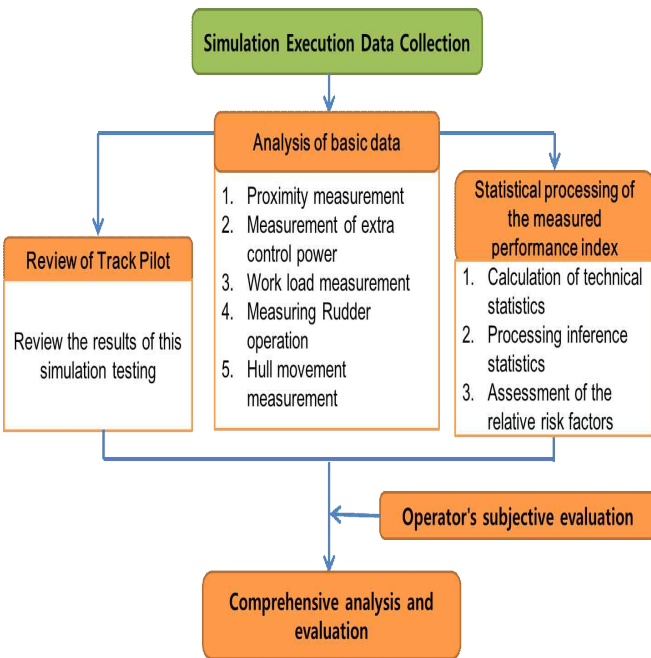 Simulation Execution Data Collection
Analysis of basic data
1. Proximity measurement
2. Measurement of extra
control power
3. Work load measurement
4. Measuring Rudder
operation
5. Hull movement
measurement
Review of Track Pilot
Review the results of this
simulation testing
Statistical processing of
the measured
performance index
1. Calculation of technical
statistics
2. Processing inference
statistics
3. Assessment of the
relative risk factors
Operator's subjective evaluation
Comprehensive analysis and
evaluation